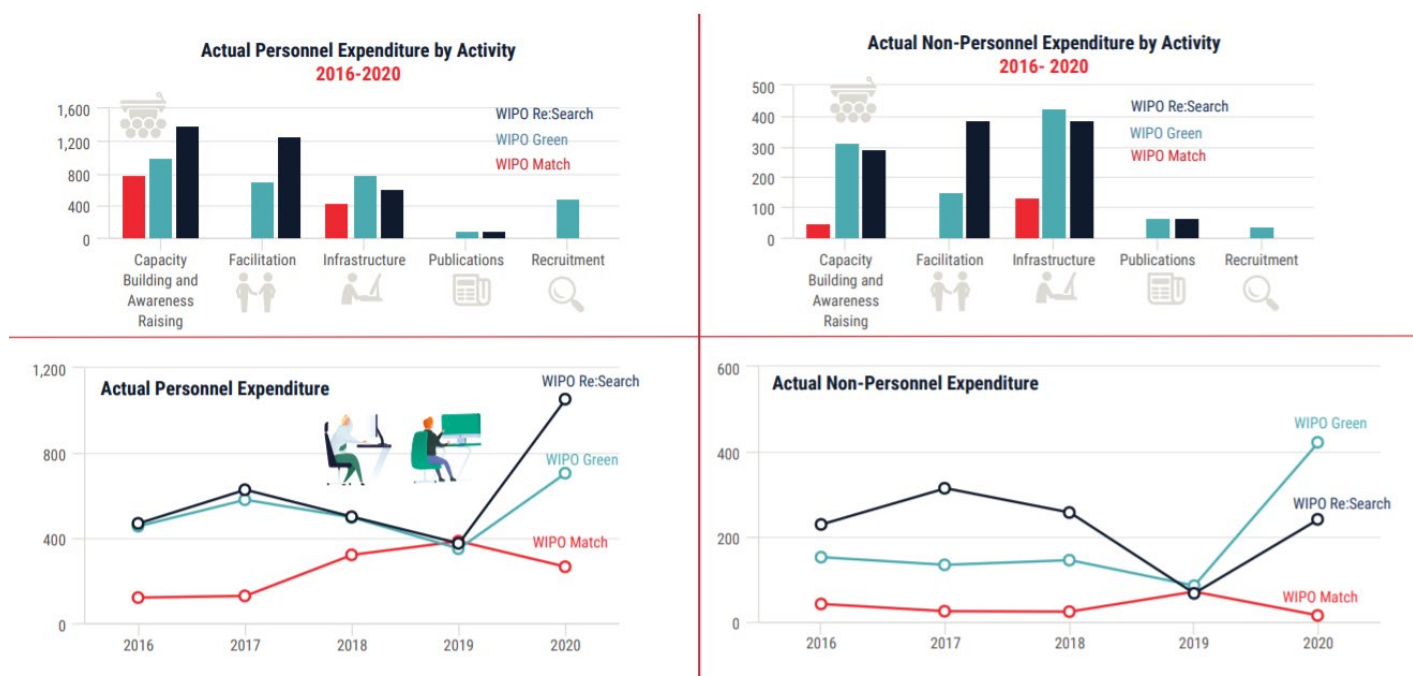 Actual Personnel Expenditure by Activity
2016-2020
1,600
1,200
800
400
0
WIPO Re:Search
WIPO Green
WIPO Match
Capacity
Building and
Awareness
Raising
Facilitation
Infrastructure
Publications
Recruitment
Actual Non-Personnel Expenditure by Activity
2016- 2020
500
400
300
200
100
0
WIPO Re:Search
WIPO Green
WIPO Match
Capacity
Building and
Awareness
Raising
Facilitation
Infrastructure
Publications
Recruitment
Actual Personnel Expenditure
1,200
800
400
0
WIPO Re:Search
WIPO Green
WIPO Match
2016 2017 2018 2019 2020
Actual Non-Personnel Expenditure
600
400
200
0
WIPO Green
WIPO Re:Search
WIPO Match
2016 2017 2018 2019 2020